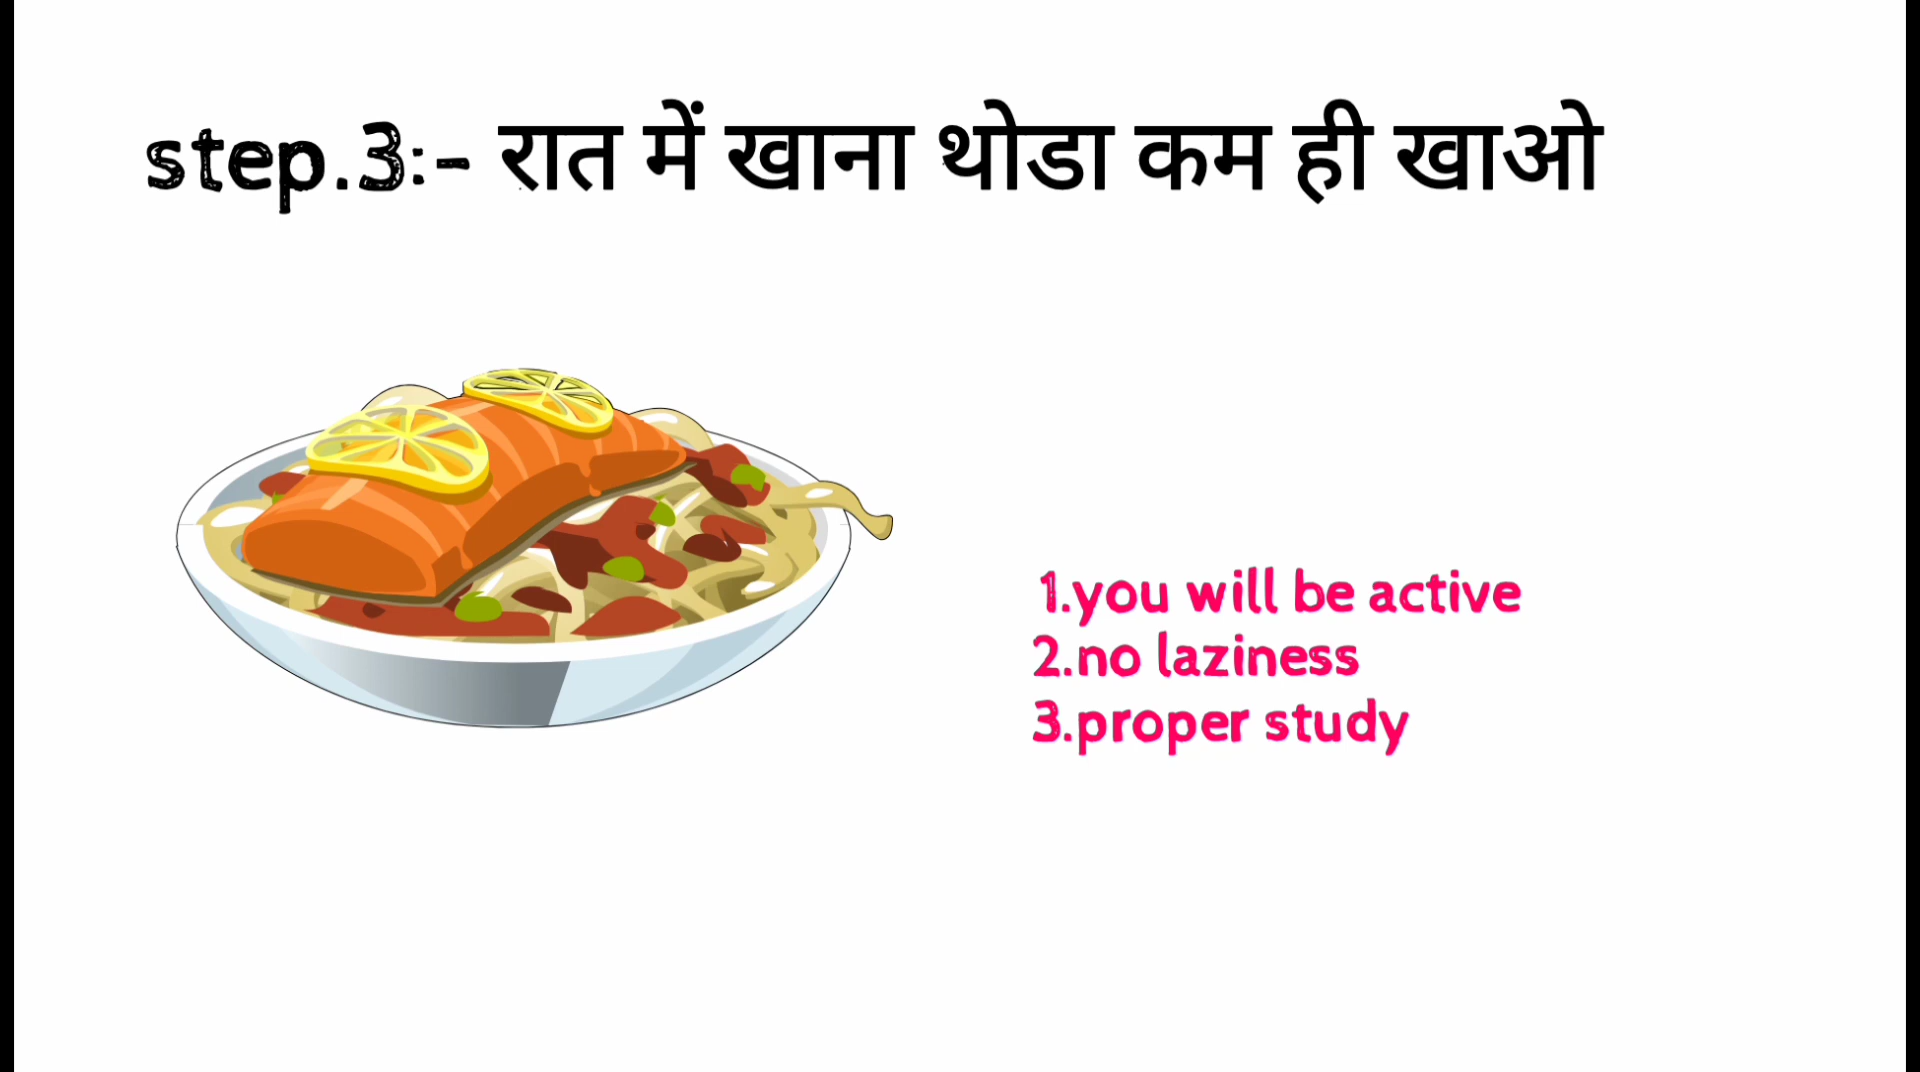 step.3:- रात में खाना थोडा कम ही खाओ
1.you will be active
2.no laziness
3.proper study